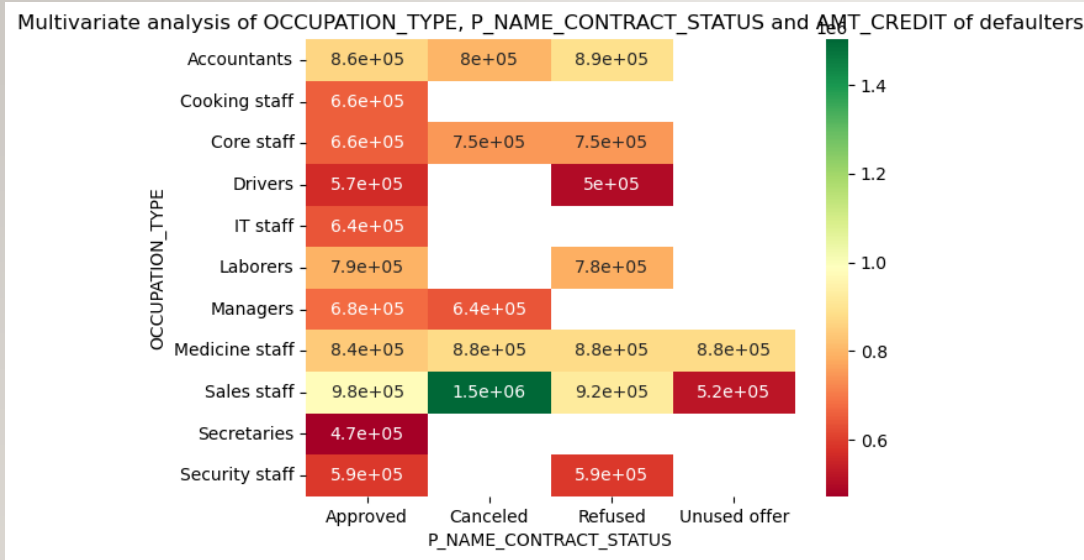 Multivariate analysis of OCCUPATION_TYPE, P_NAME_CONTRACT_STATUS and AMT_CREDIT of defaulters
1e6
Accountants 8.6e+05 8e+05 8.9e+05
Cooking staff 6.6e+05
Core staff 6.6e+05 7.5e+05 7.5e+05
Drivers 5.7e+05 5e+05
IT staff 6.4e+05
Laborers 7.9e+05 7.8e+05
Managers 6.8e+05 6.4e+05
Medicine staff 8.4e+05 8.8e+05 8.8e+05 8.8e+05
Sales staff 9.8e+05 1.5e+06 9.2e+05 5.2e+05
Secretaries 4.7e+05
Security staff 5.9e+05 5.9e+05
OCCUPATION_TYPE
Approved Canceled Refused Unused offer
P_NAME_CONTRACT_STATUS
1.4
1.2
1.0
0.8
0.6